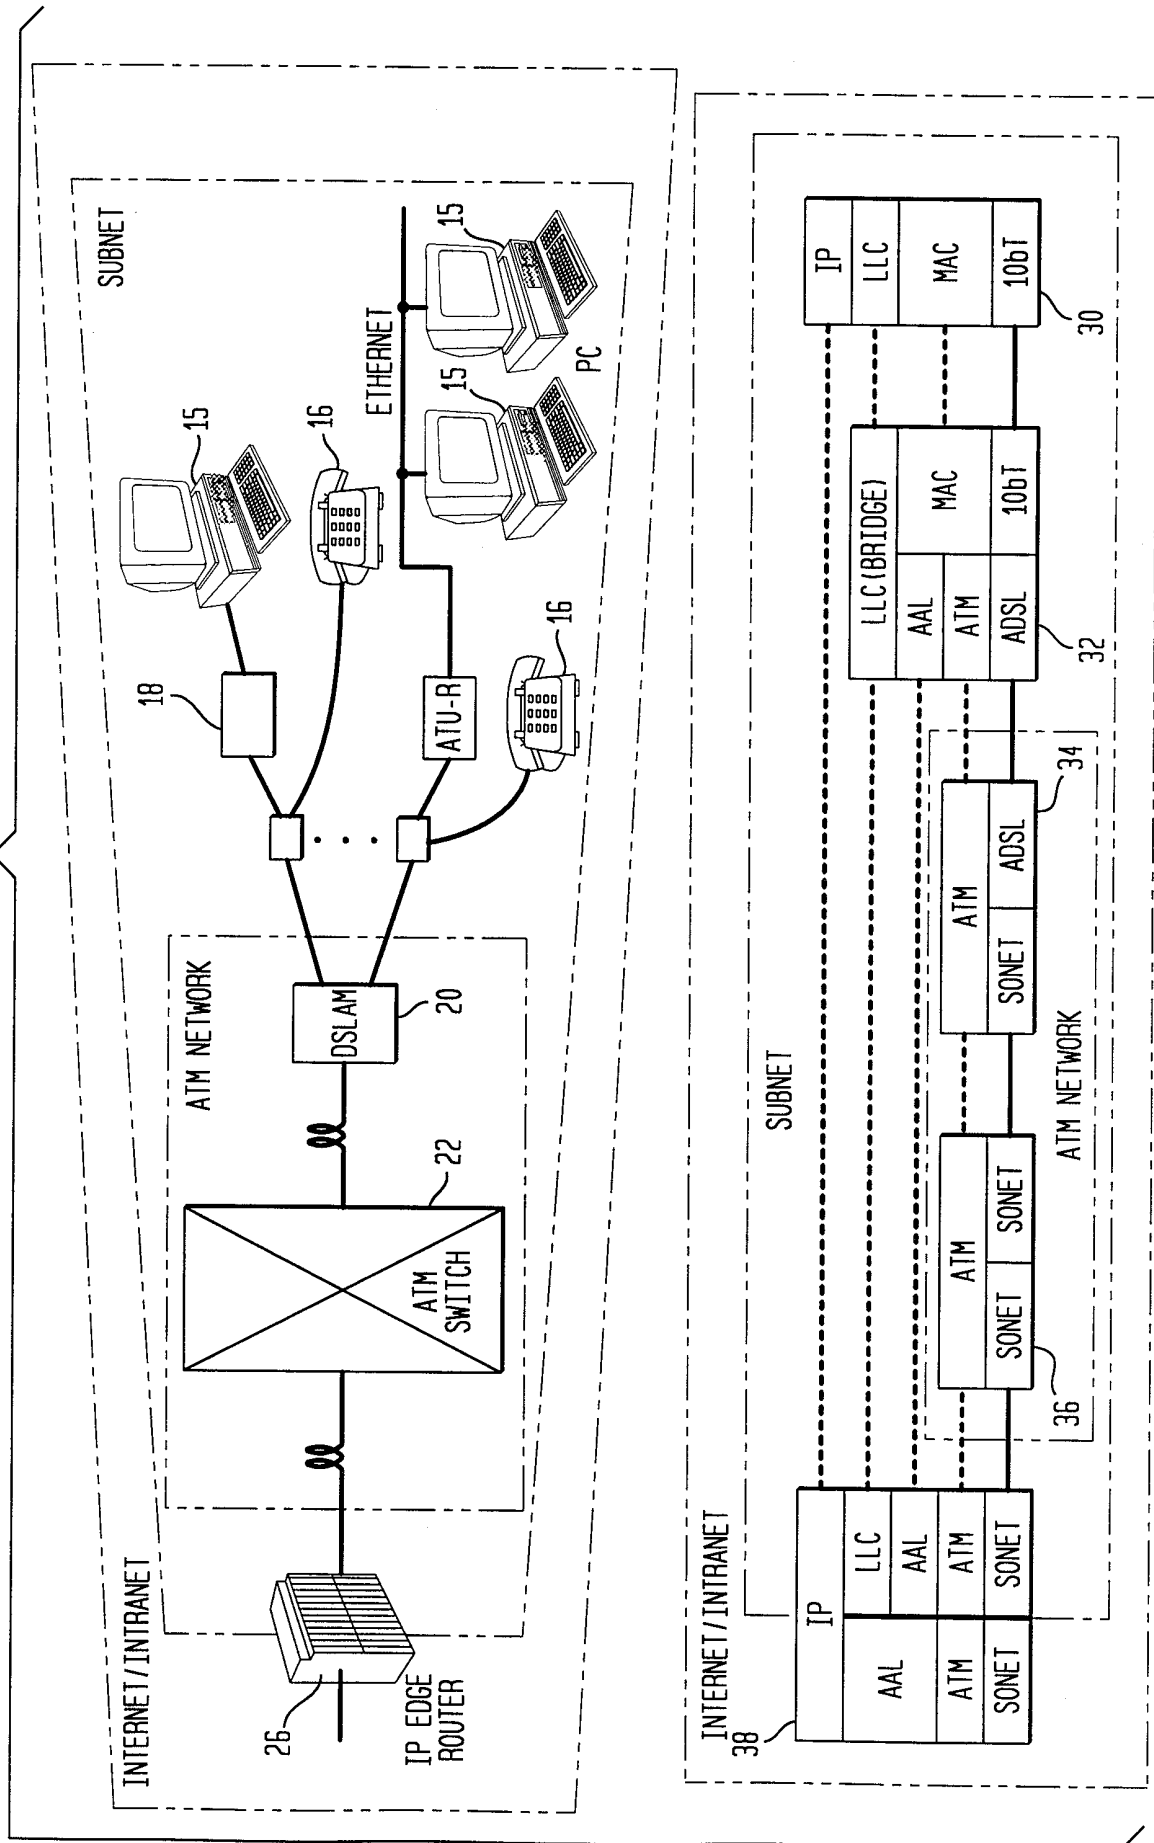 INTERNET/INTRANET
SUBNET
ATM NETWORK
26
IP EDGE
ROUTER
ATM
SWITCH
22
DSLAM
20
18
15
16
ATU-R
16
ETHERNET
15
15
PC
INTERNET/INTRANET
SUBNET
38
IP
AAL
ATM
SONET
LLC
AAL
ATM
SONET
ATM NETWORK
36
ATM
SONET
SONET
ATM
SONET
ADSL
34
LLC(BRIDGE)
AAL
ATM
ADSL
MAC
10bT
32
IP
LLC
MAC
10bT
30